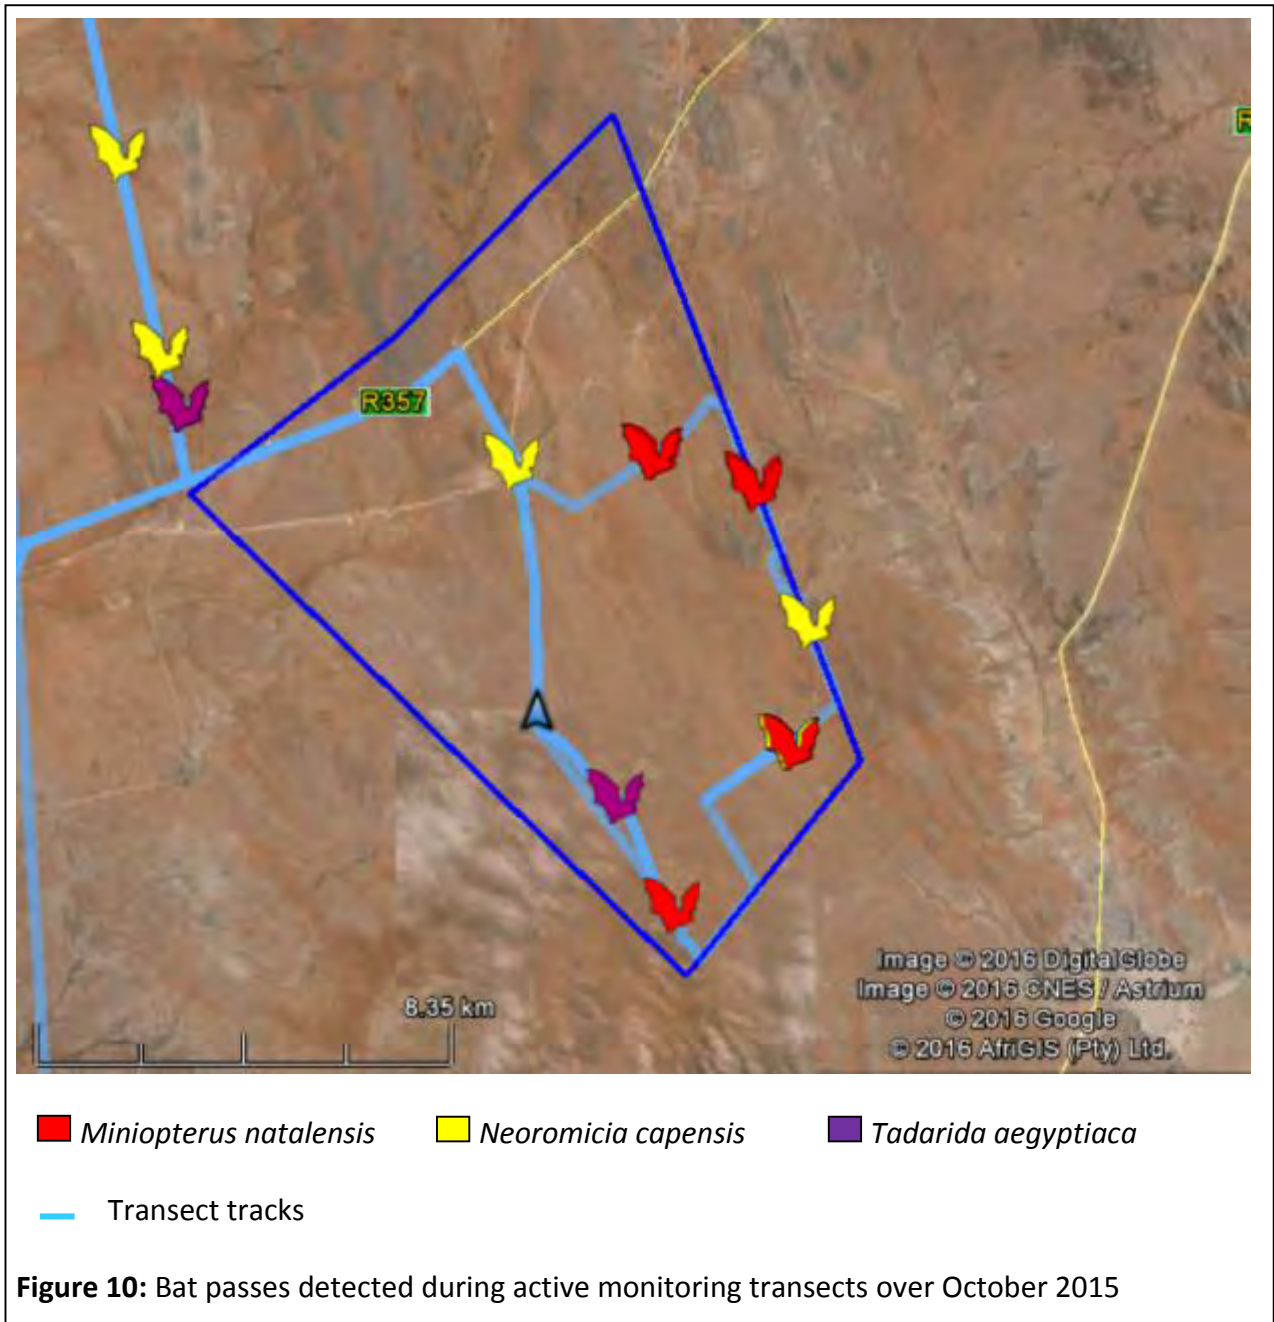 R
R357
8.35 km
Image © 2016 DigitalGlobe
Image © 2016 CNES / Astrium
© 2016 Google
© 2016 AfriGIS (Pty) Ltd.
Miniopterus natalensis Neoromicia capensis Tadarida aegyptiaca
Transect tracks
Figure 10: Bat passes detected during active monitoring transects over October 2015